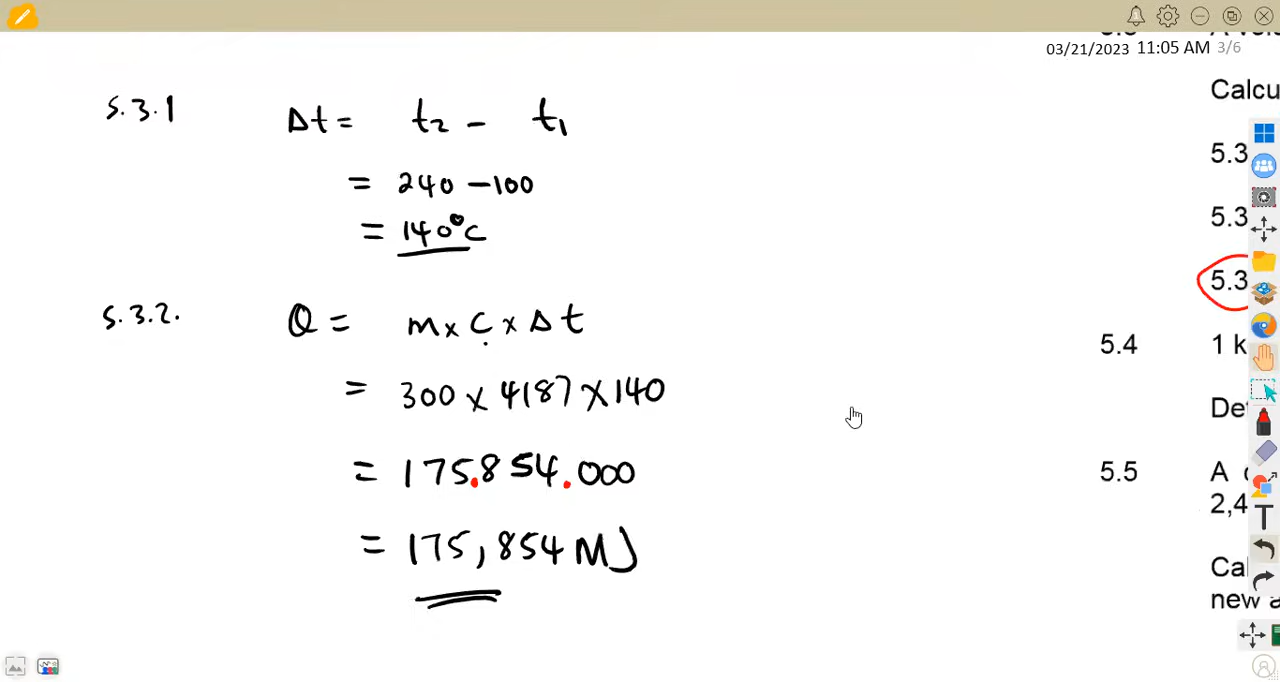 03/21/2023 11:05 AM 3/6
5.3.1 Δt = t₂ - t₁
= 240 - 100
= 140°C
5.3.2. Q = m x C x Δt
= 300 x 4187 x 140
= 175.854.000
= 175,854 MJ
Calcu
5.3
5.3
5.3
5.4 1 k
De
5.5 A
2,4
Cal
new a